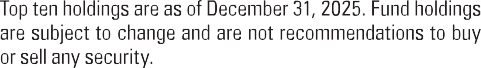 Top ten holdings are as of December 31, 2025. Fund holdings
are subject to change and are not recommendations to buy
or sell any security.